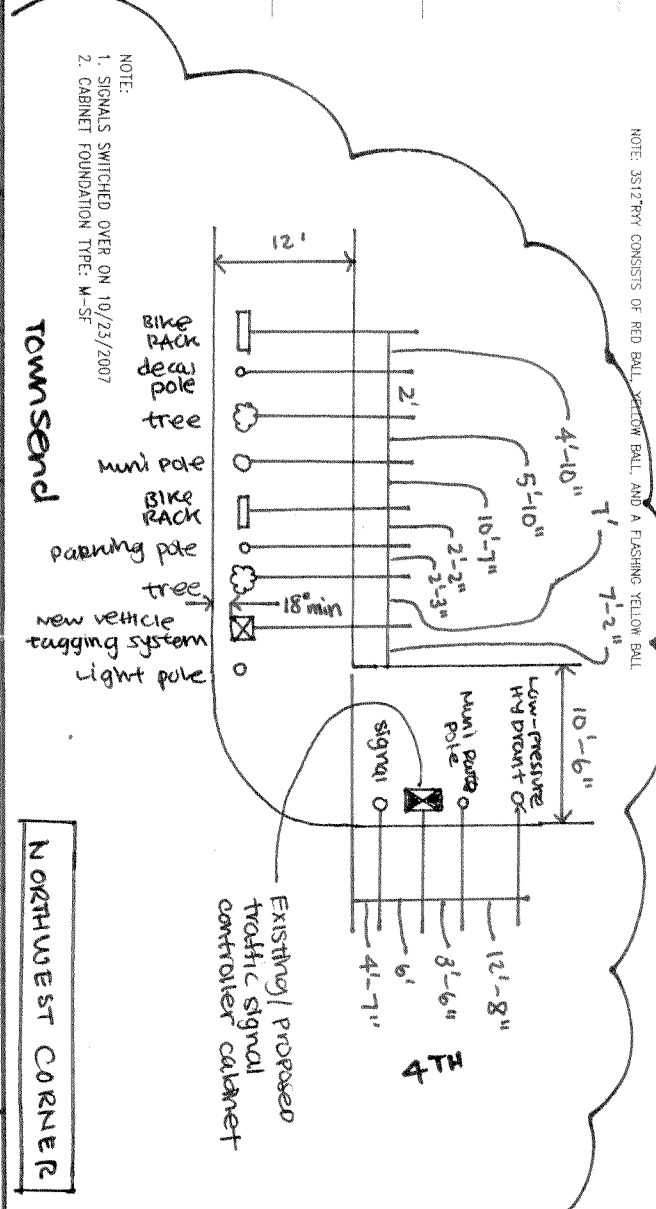 NOTE: 3S12"RYY CONSISTS OF RED BALL, YELLOW BALL, AND A FLASHING YELLOW BALL
NOTE:
1. SIGNALS SWITCHED OVER ON 10/23/2007
2. CABINET FOUNDATION TYPE: M-SF
12'
BIKE
RACK
decal
pole
tree
muni pole
BIKE
RACK
parking pole
tree
New vehicle
tagging system
Light pole
18"min
2'
4'-10"
5'-10"
10'-7"
2'-2"
2'-3"
7'
7'-2"
10'-6"
Low-pressure
HYDrant
Muni
pole
signal
4'-7"
6'
8'-6"
12'-8"
Existing/proposed
traffic signal
controller cabinet
Townsend
4TH
NORTHWEST CORNER